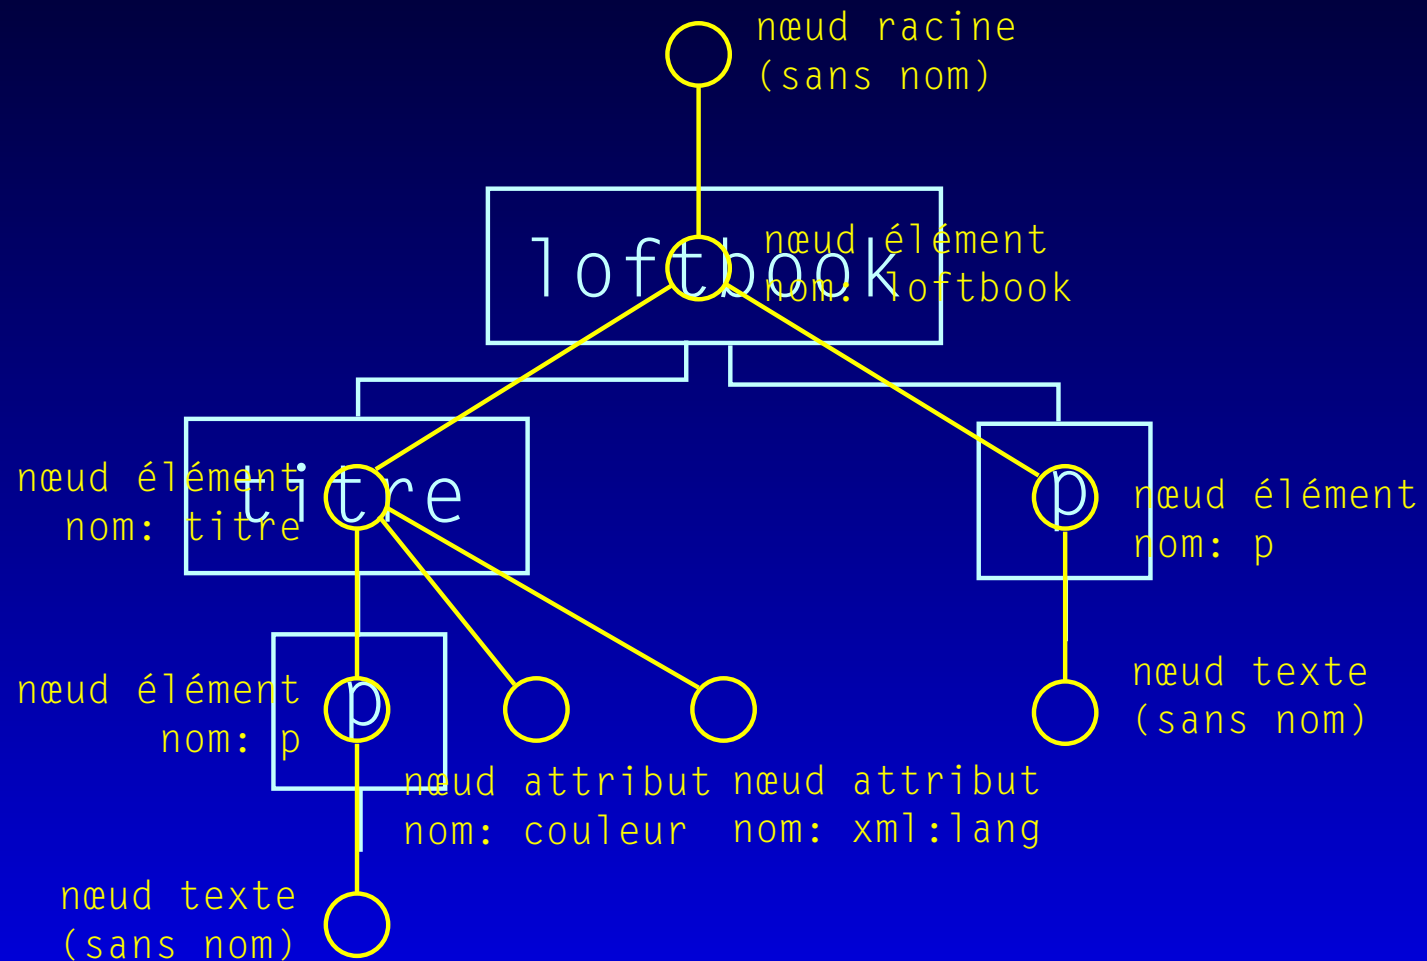 nœud racine
(sans nom)
loftbook
nœud élément
nom: loftbook
titre
nœud élément
nom: titre
p
nœud élément
nom: p
p
nœud élément
nom: p
nœud texte
(sans nom)
nœud attribut
nom: couleur
nœud attribut
nom: xml:lang
nœud texte
(sans nom)